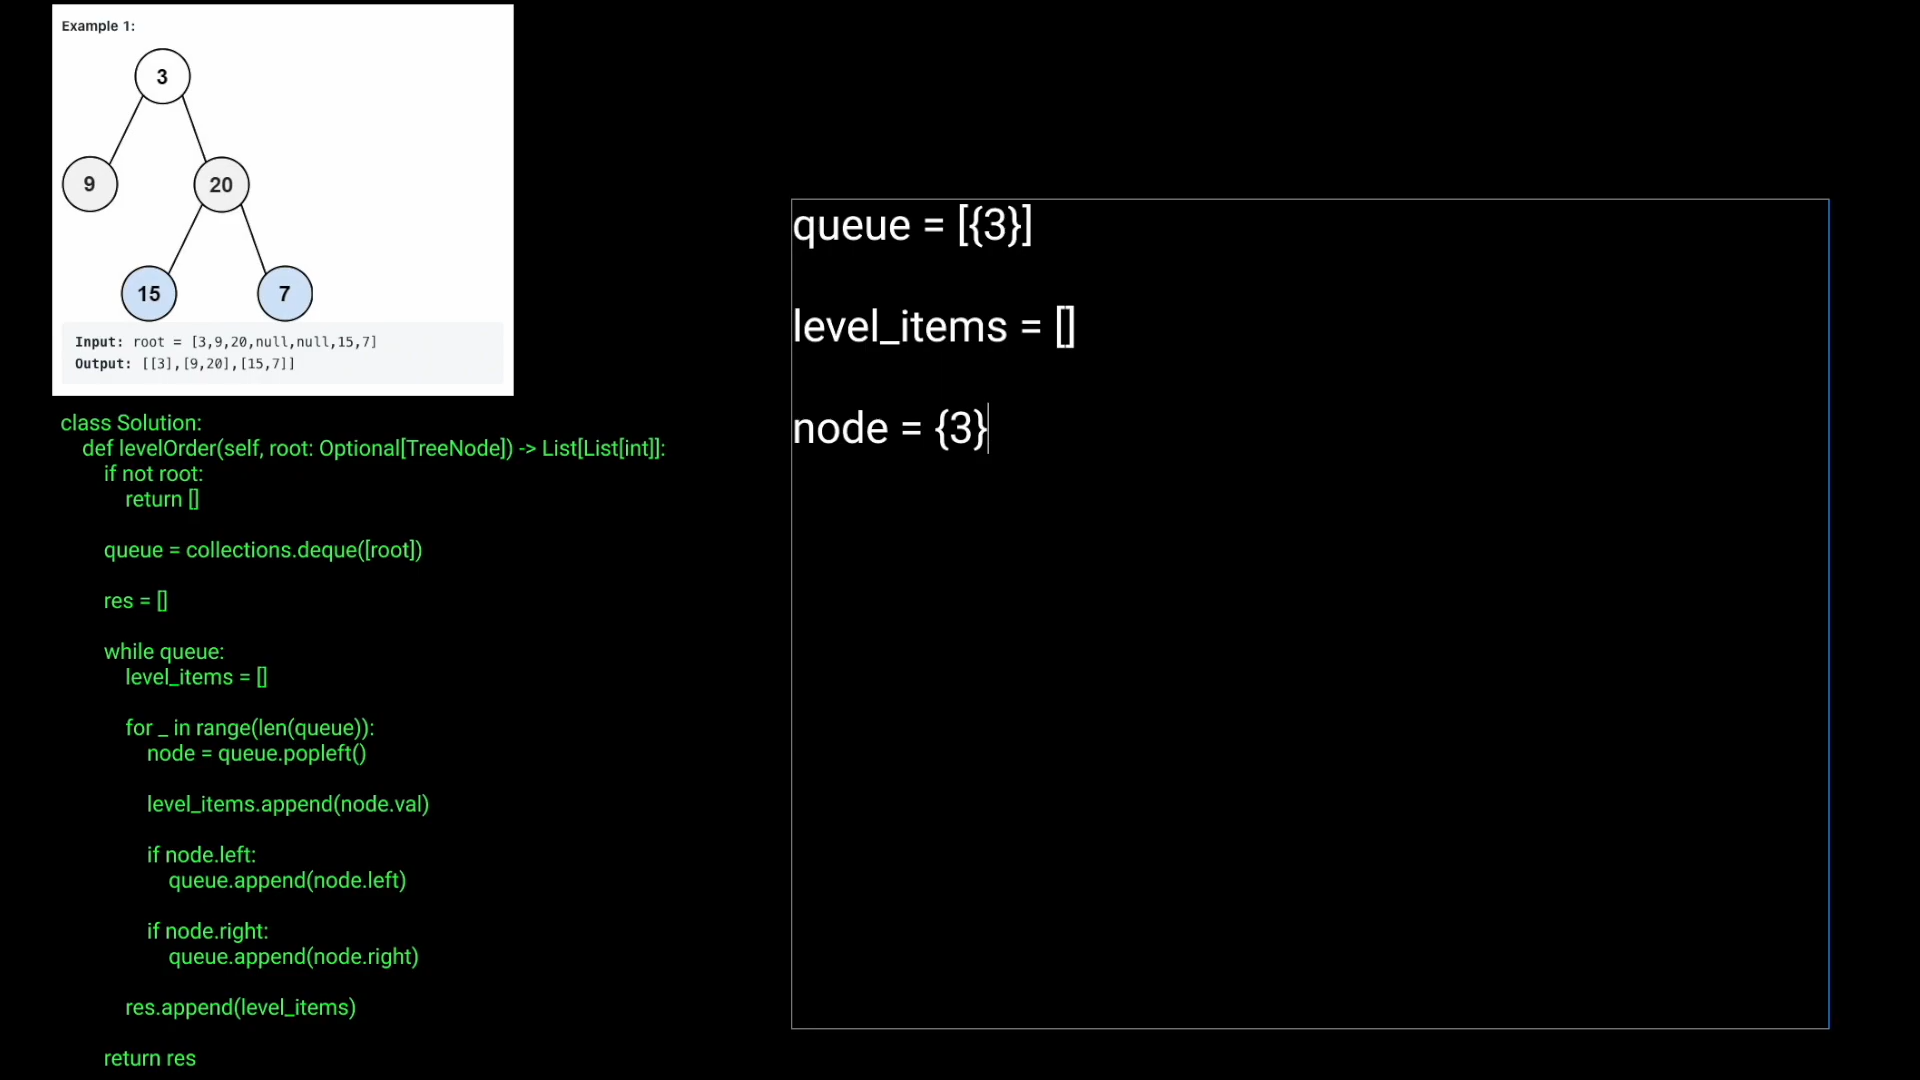 Example 1:
3
9
20
15
7
Input: root = [3,9,20,null,null,15,7]
Output: [[3],[9,20],[15,7]]
class Solution:
def levelOrder(self, root: Optional[TreeNode]) -> List[List[int]]:
if not root:
return []
queue = collections.deque([root])
res = []
while queue:
level_items = []
for _ in range(len(queue)):
node = queue.popleft()
level_items.append(node.val)
if node.left:
queue.append(node.left)
if node.right:
queue.append(node.right)
res.append(level_items)
return res
queue = [{3}]
level_items = []
node = {3}